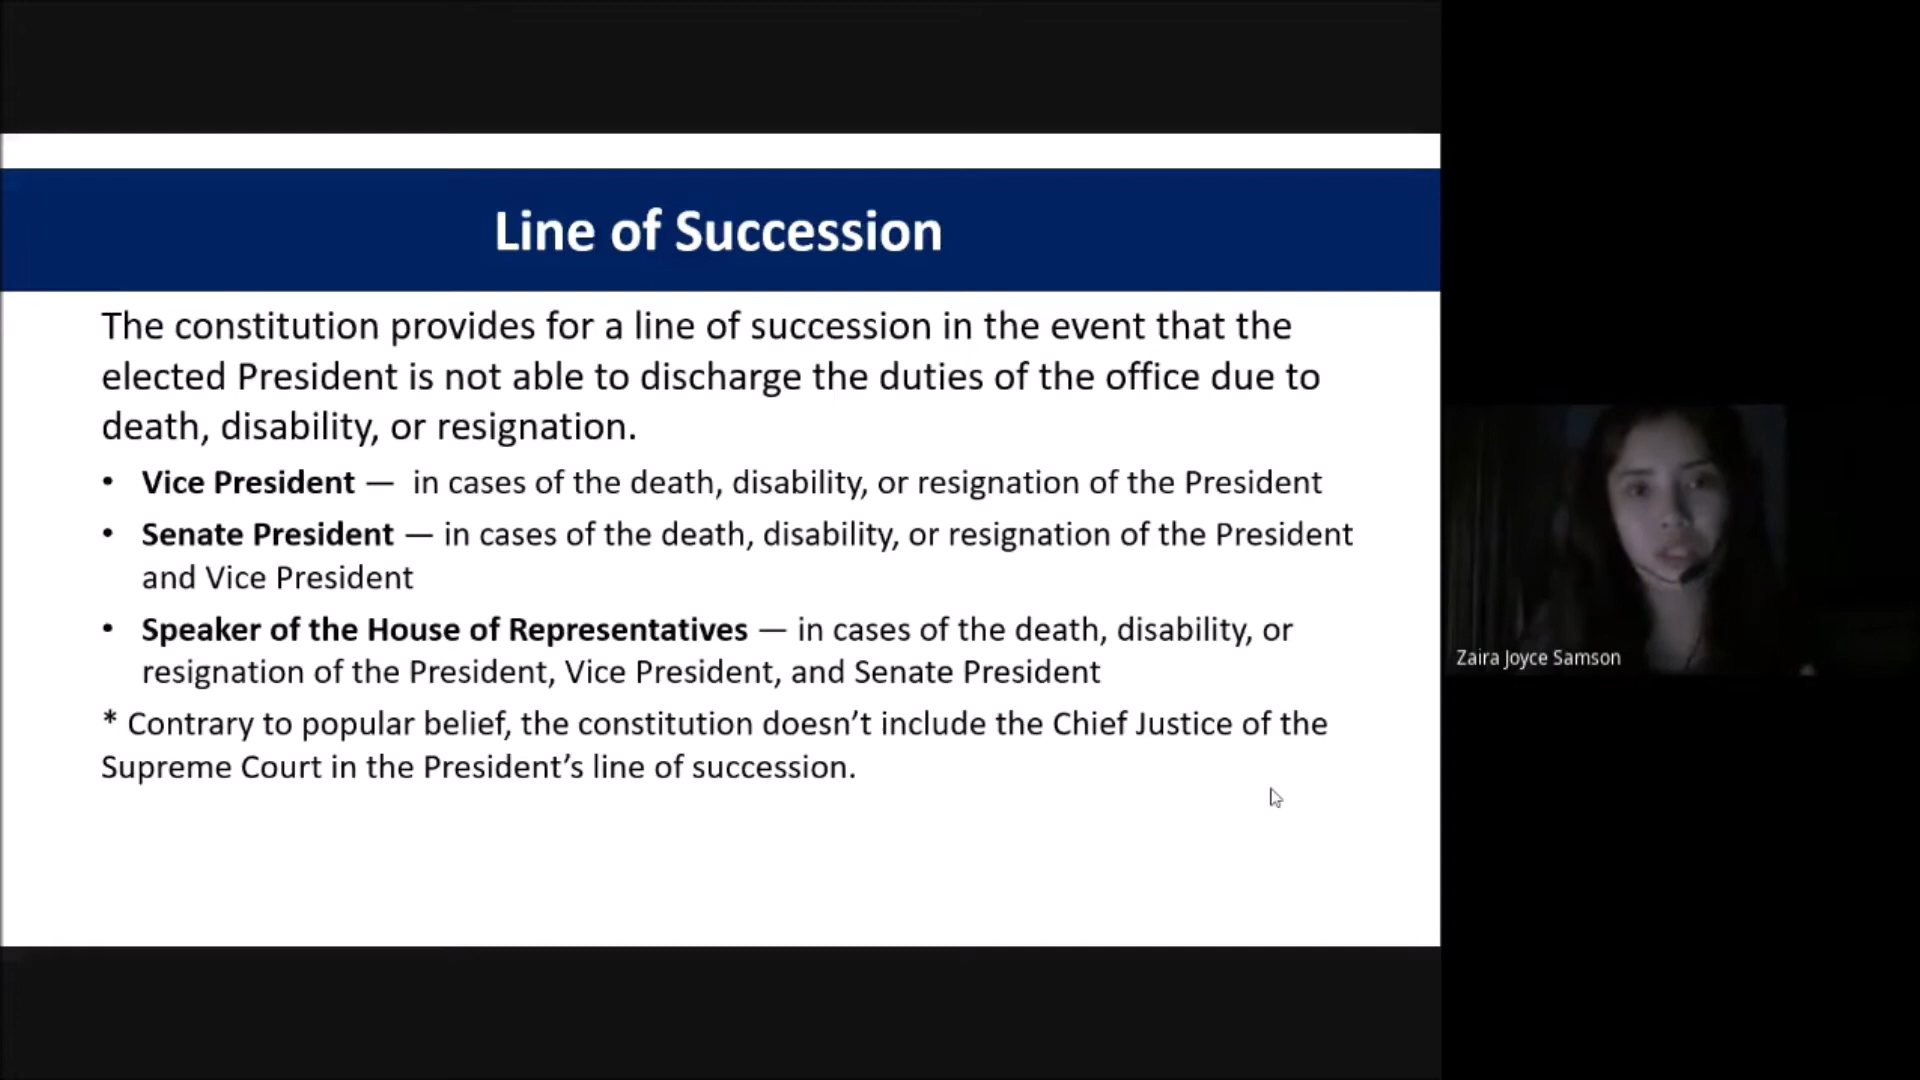 Line of Succession
The constitution provides for a line of succession in the event that the
elected President is not able to discharge the duties of the office due to
death, disability, or resignation.
• Vice President — in cases of the death, disability, or resignation of the President
• Senate President — in cases of the death, disability, or resignation of the President
and Vice President
• Speaker of the House of Representatives — in cases of the death, disability, or
resignation of the President, Vice President, and Senate President
* Contrary to popular belief, the constitution doesn’t include the Chief Justice of the
Supreme Court in the President’s line of succession.
Zaira Joyce Samson